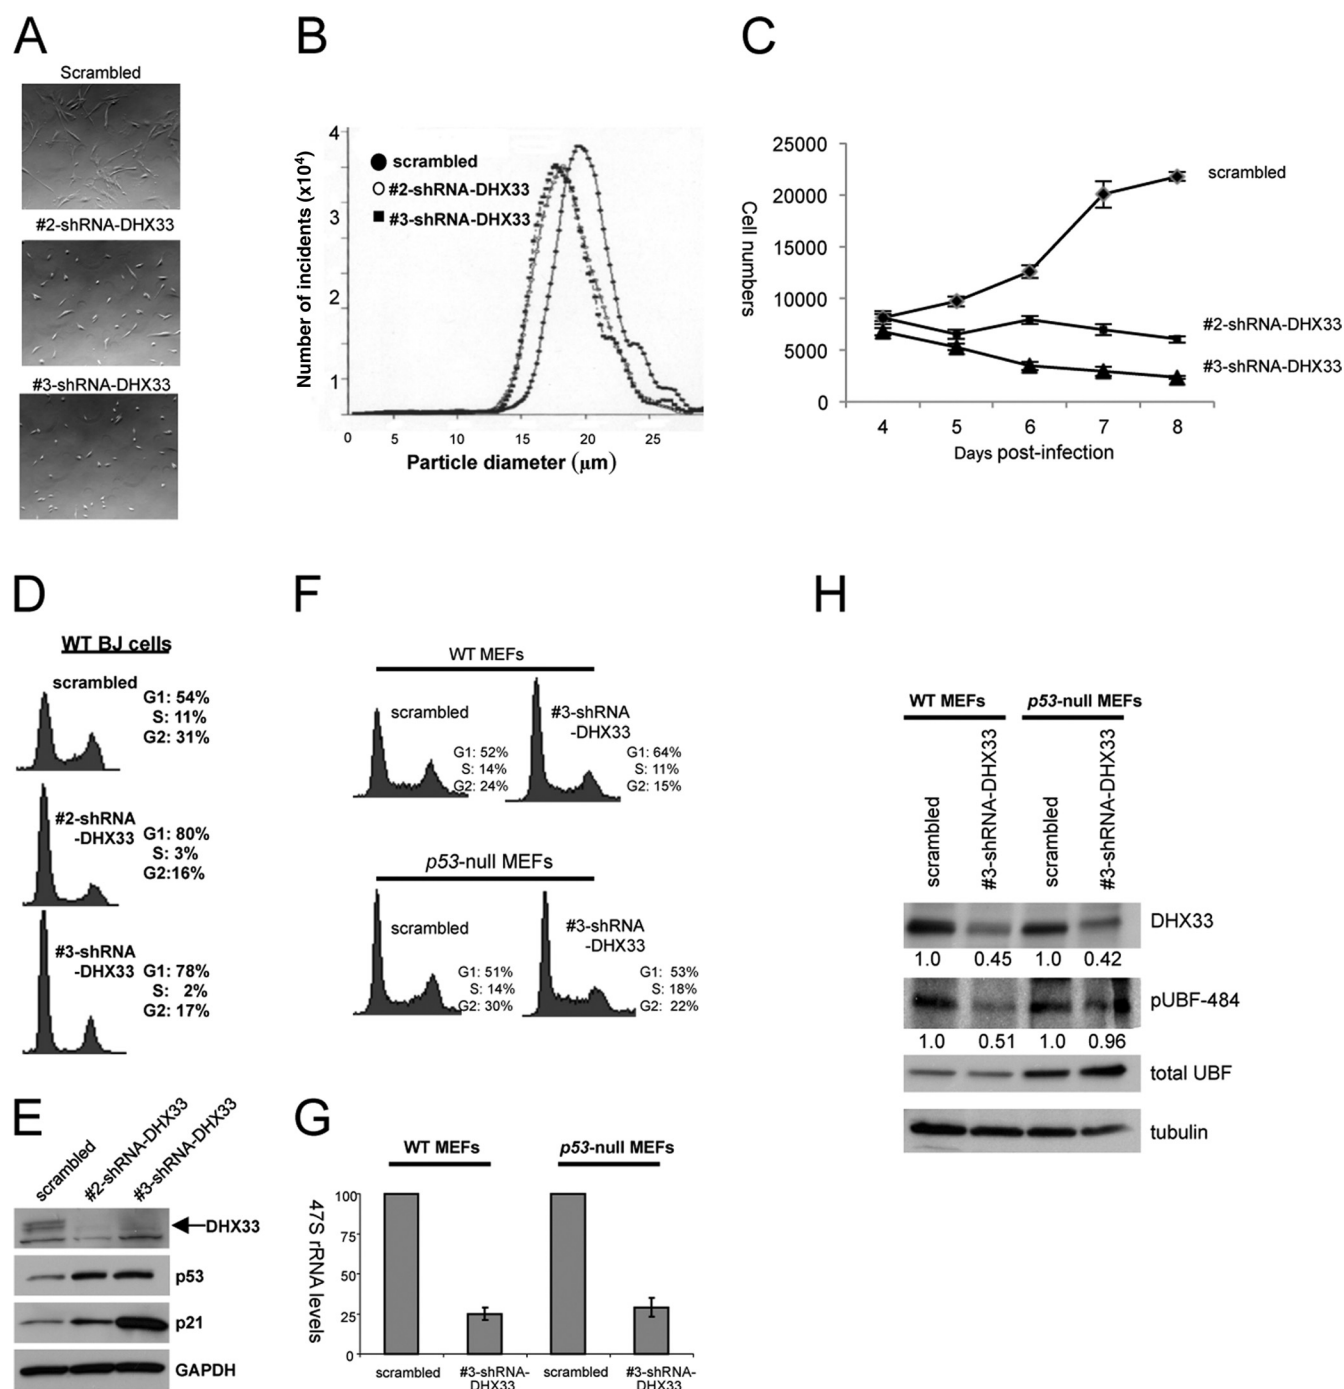 A
Scrambled
#2-shRNA-DHX33
#3-shRNA-DHX33
B
4
3
2
1
Number of incidents (x10⁴)
scrambled
#2-shRNA-DHX33
#3-shRNA-DHX33
0 5 10 15 20 25
Particle diameter (μm)
C
25000
20000
15000
10000
5000
0
Cell numbers
scrambled
#2-shRNA-DHX33
#3-shRNA-DHX33
4 5 6 7 8
Days post-infection
D
WT BJ cells
scrambled
G1: 54%
S: 11%
G2: 31%
#2-shRNA
-DHX33
G1: 80%
S: 3%
G2:16%
#3-shRNA
-DHX33
G1: 78%
S: 2%
G2: 17%
E
scrambled
#2-shRNA-DHX33
#3-shRNA-DHX33
DHX33
p53
p21
GAPDH
F
WT MEFs
scrambled
G1: 52%
S: 14%
G2: 24%
#3-shRNA
-DHX33
G1: 64%
S: 11%
G2: 15%
p53-null MEFs
scrambled
G1: 51%
S: 14%
G2: 30%
#3-shRNA
-DHX33
G1: 53%
S: 18%
G2: 22%
G
WT MEFs p53-null MEFs
47S rRNA levels
100
75
50
25
0
scrambled
#3-shRNA-
DHX33
scrambled
#3-shRNA-
DHX33
H
WT MEFs p53-null MEFs
scrambled
#3-shRNA-DHX33
scrambled
#3-shRNA-DHX33
DHX33
1.0 0.45 1.0 0.42
pUBF-484
1.0 0.51 1.0 0.96
total UBF
tubulin